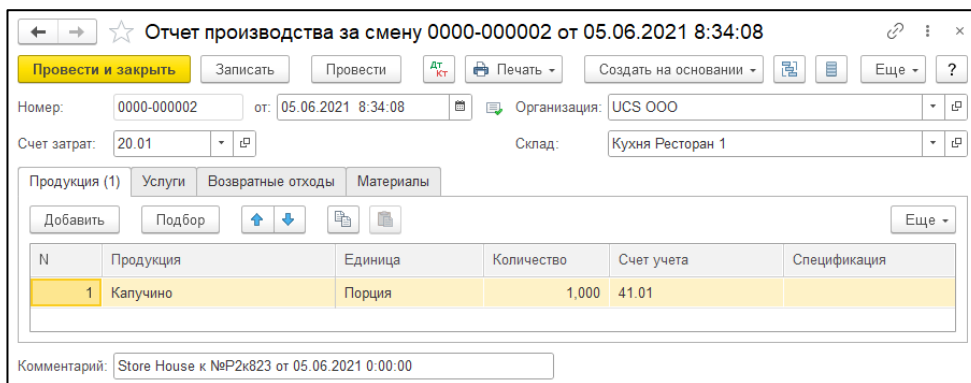 Отчет производства за смену 0000-000002 от 05.06.2021 8:34:08
Провести и закрыть Записать Провести Дт Кт Печать Создать на основании Еще ?
Номер: 0000-000002 от: 05.06.2021 8:34:08 Организация: UCS ООО
Счет затрат: 20.01 Склад: Кухня Ресторан 1
Продукция (1) Услуги Возвратные отходы Материалы
Добавить Подбор Еще
N Продукция Единица Количество Счет учета Спецификация
1 Капучино Порция 1,000 41.01
Комментарий: Store House к №Р2к823 от 05.06.2021 0:00:00